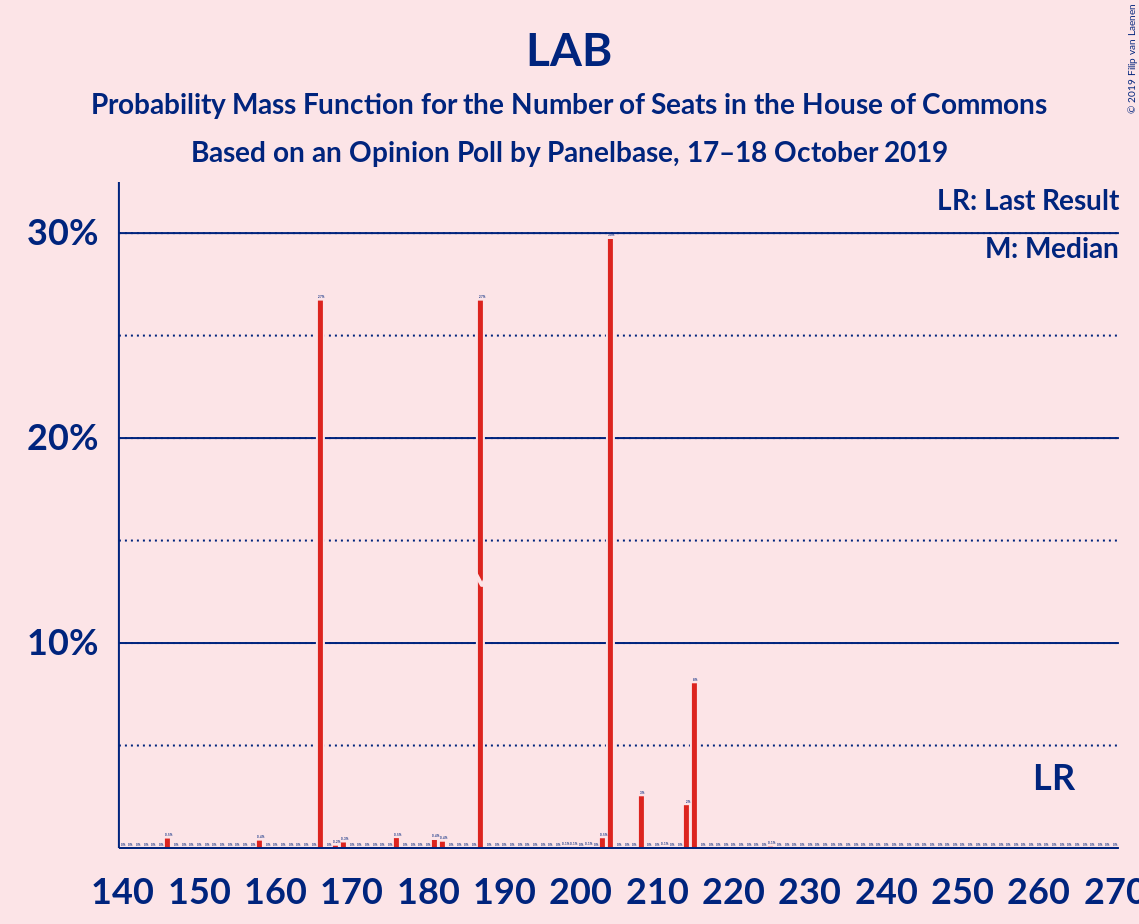 LAB
Probability Mass Function for the Number of Seats in the House of Commons
Based on an Opinion Poll by Panelbase, 17–18 October 2019
© 2019 Filip van Laenen
LR: Last Result
M: Median
30%
20%
10%
LR
140 150 160 170 180 190 200 210 220 230 240 250 260 270